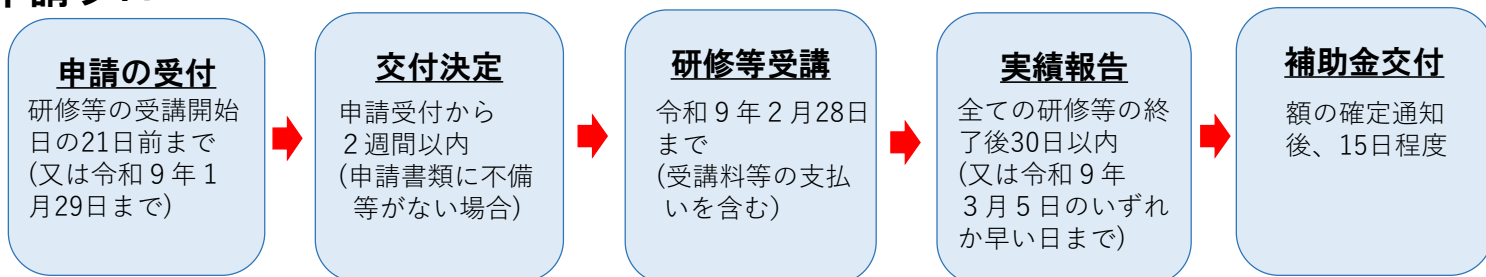 申請の受付
研修等の受講開始
日の21日前まで
(又は令和９年１
月29日まで)
交付決定
申請受付から
２週間以内
(申請書類に不備
等がない場合)
研修等受講
令和９年２月28日
まで
(受講料等の支払
いを含む)
実績報告
全ての研修等の終
了後30日以内
(又は令和９年
３月５日のいずれ
か早い日まで)
補助金交付
額の確定通知
後、15日程度